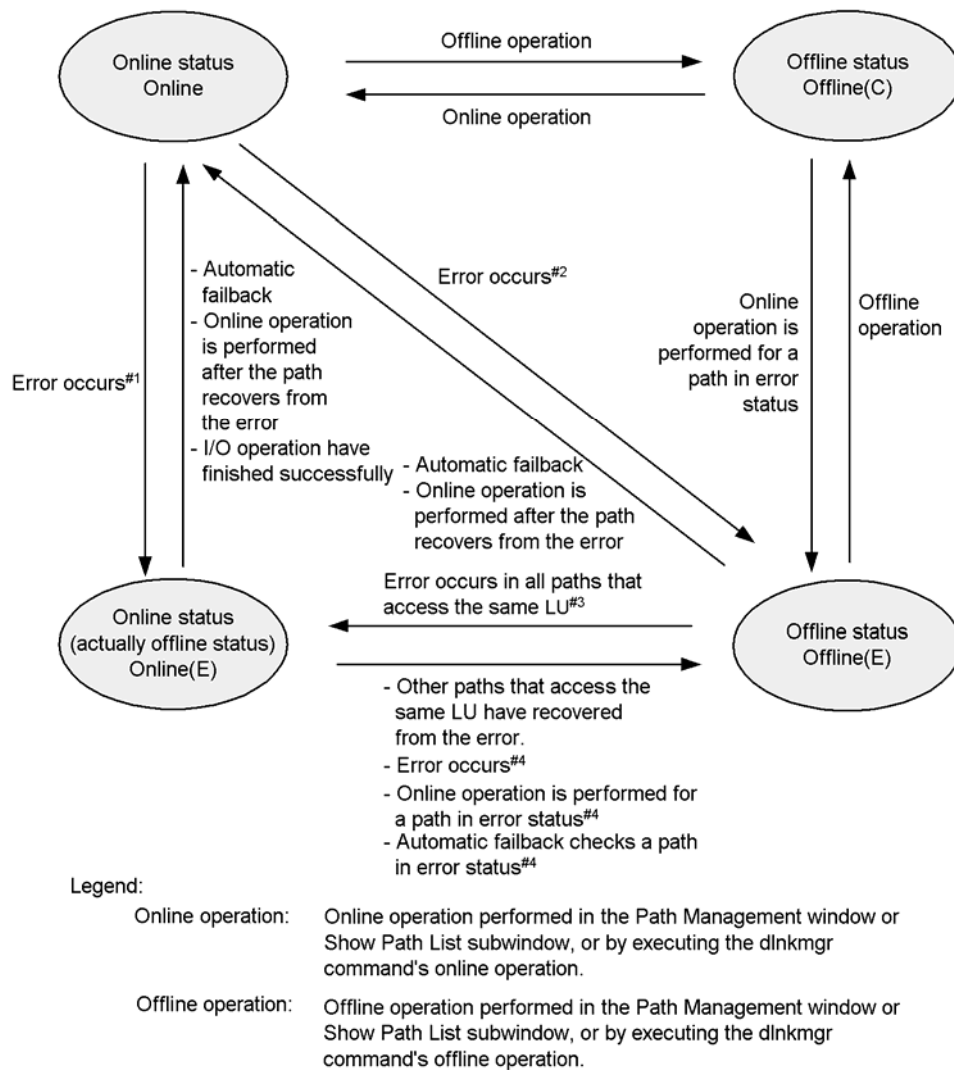 Online status
Online
Offline operation
Online operation
Offline status
Offline(C)
Error occurs#1
- Automatic
failback
- Online operation
is performed
after the path
recovers from
the error
- I/O operation have
finished successfully
Error occurs#2
- Automatic failback
- Online operation is
performed after the path
recovers from the error
Online
operation is
performed for a
path in error
status
Offline
operation
Online status
(actually offline status)
Online(E)
Error occurs in all paths that
access the same LU#3
Offline status
Offline(E)
- Other paths that access the
same LU have recovered
from the error.
- Error occurs#4
- Online operation is performed for
a path in error status#4
- Automatic failback checks a path
in error status#4
Legend:
Online operation: Online operation performed in the Path Management window or
Show Path List subwindow, or by executing the dlnkmgr
command's online operation.
Offline operation: Offline operation performed in the Path Management window or
Show Path List subwindow, or by executing the dlnkmgr
command's offline operation.